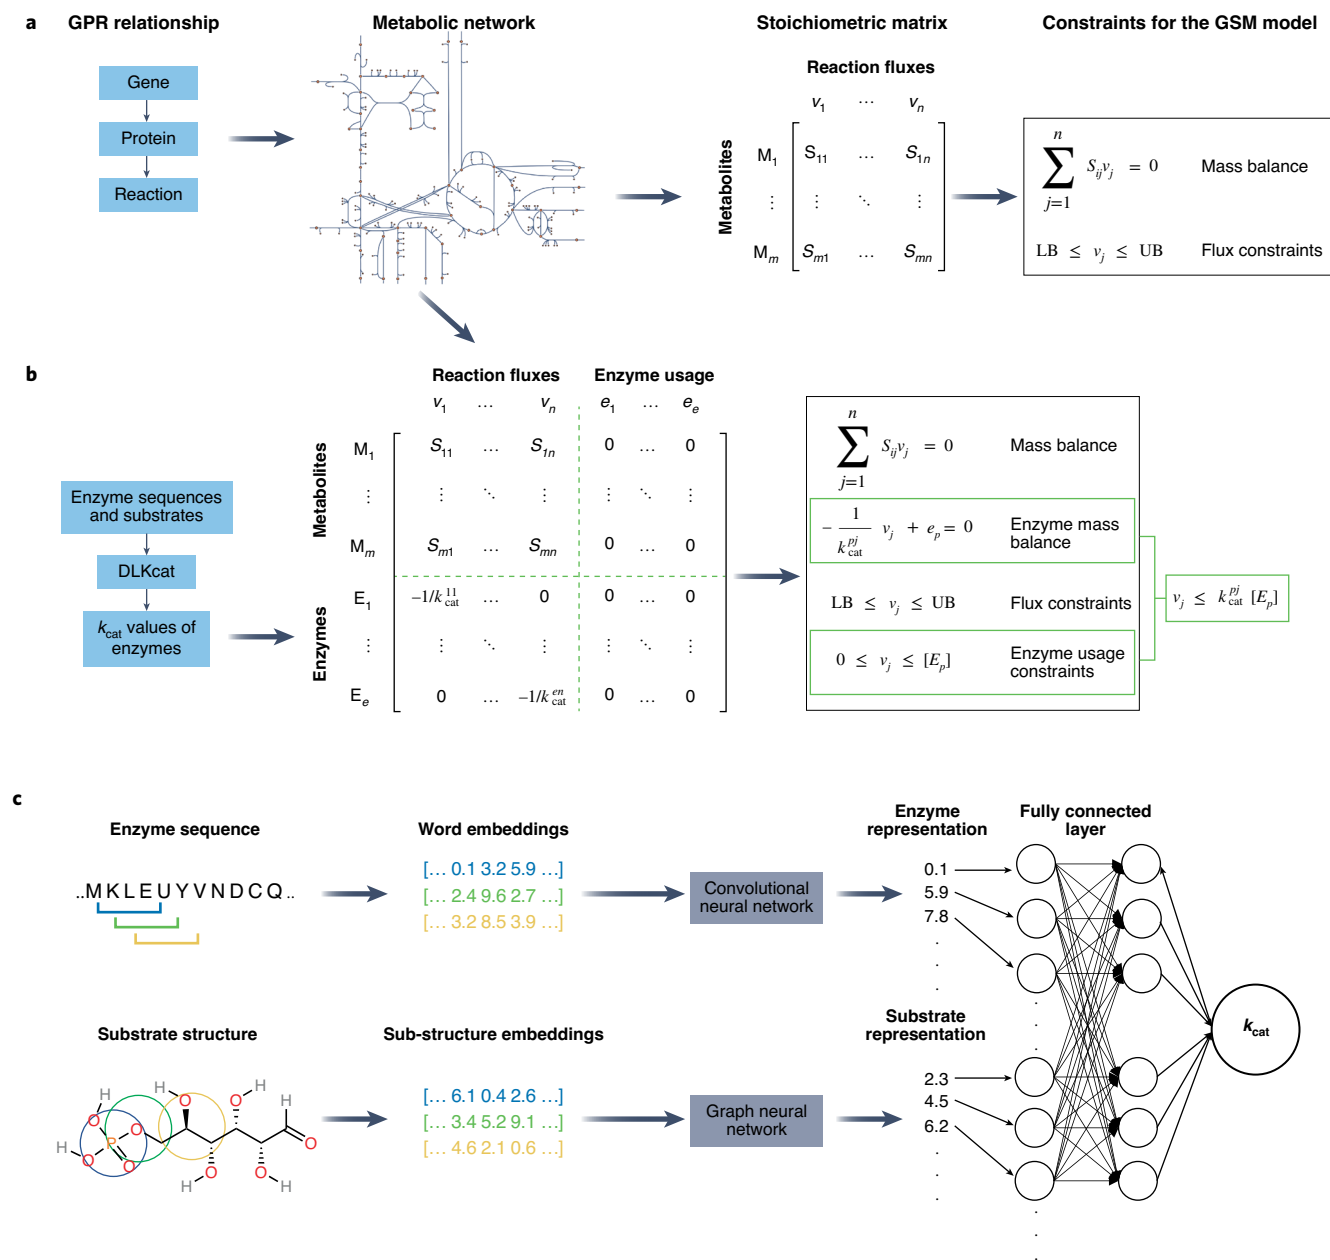 a
GPR relationship
Metabolic network
Stoichiometric matrix
Constraints for the GSM model
Gene
Protein
Reaction
Reaction fluxes
v1 ... vn
Metabolites
M1 S11 ... S1n
⋮ ⋮ ⋱ ⋮
Mm Sm1 ... Smn
n
∑ Sij vj = 0 Mass balance
j=1
LB ≤ vj ≤ UB Flux constraints
b
Enzyme sequences
and substrates
DLKcat
kcat values of
enzymes
Reaction fluxes Enzyme usage
v1 ... vn e1 ... ee
Metabolites
M1 S11 ... S1n 0 ... 0
⋮ ⋮ ⋱ ⋮ ⋮ ⋱ ⋮
Mm Sm1 ... Smn 0 ... 0
Enzymes
E1 −1/k11cat ... 0 0 ... 0
⋮ ⋮ ⋱ ⋮ ⋮ ⋱ ⋮
Ee 0 ... −1/kencat 0 ... 0
n
∑ Sij vj = 0 Mass balance
j=1
− 1/kpjcat vj + ep = 0 Enzyme mass
balance
LB ≤ vj ≤ UB Flux constraints
0 ≤ vj ≤ [Ep] Enzyme usage
constraints
vj ≤ kpjcat [Ep]
c
Enzyme sequence
..MKLEUYVNDCQ..
Word embeddings
[... 0.1 3.2 5.9 ...]
[... 2.4 9.6 2.7 ...]
[... 3.2 8.5 3.9 ...]
Convolutional
neural network
Enzyme
representation
0.1
5.9
7.8
.
.
.
Fully connected
layer
Substrate structure
H
H
O
O
P
O
O
H
O
O
H
H
O
O
H
O
H
Sub-structure embeddings
[... 6.1 0.4 2.6 ...]
[... 3.4 5.2 9.1 ...]
[... 4.6 2.1 0.6 ...]
Graph neural
network
Substrate
representation
2.3
4.5
6.2
.
.
.
kcat